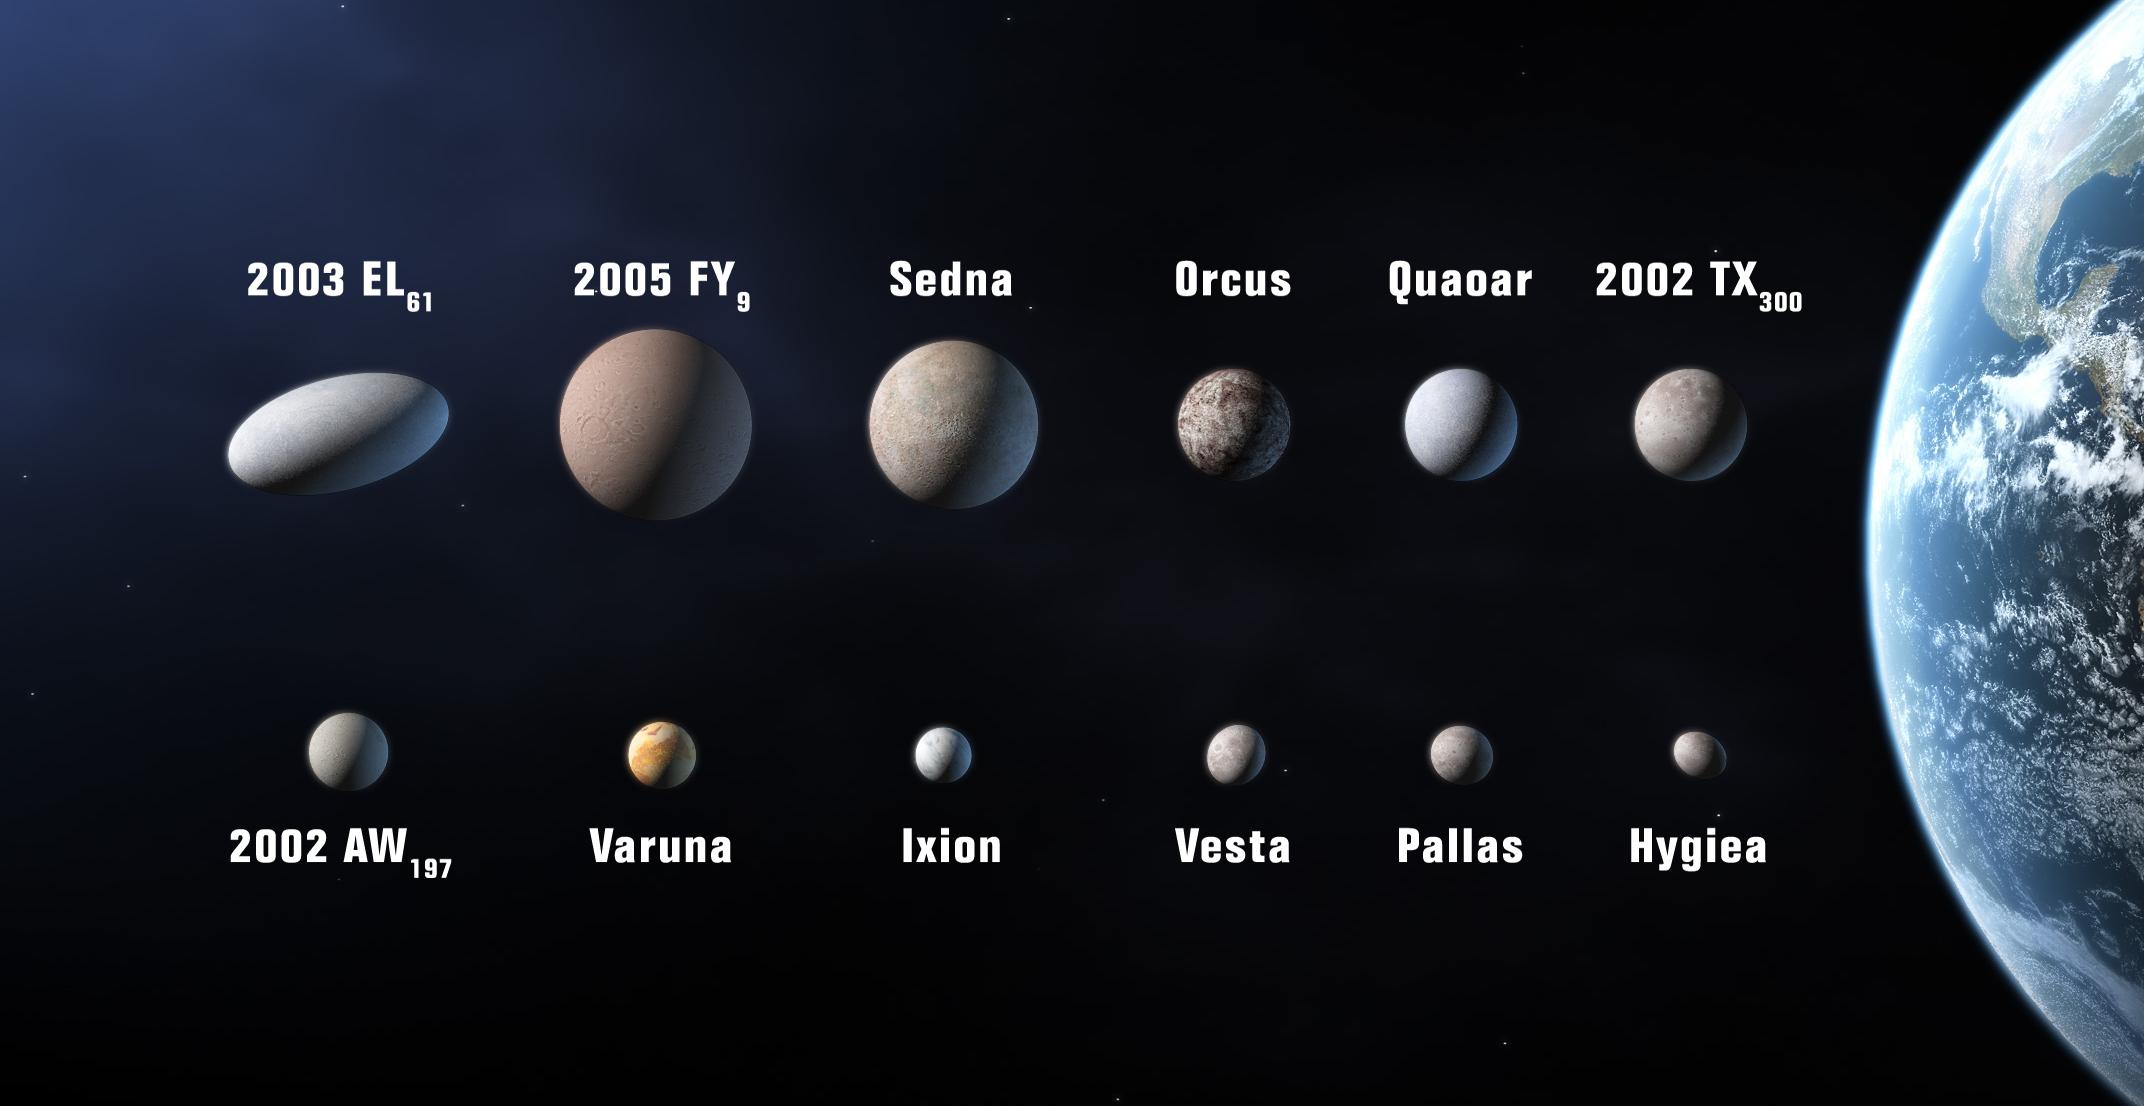 2003 EL61
2005 FY9
Sedna
Orcus
Quaoar
2002 TX300
2002 AW197
Varuna
Ixion
Vesta
Pallas
Hygiea